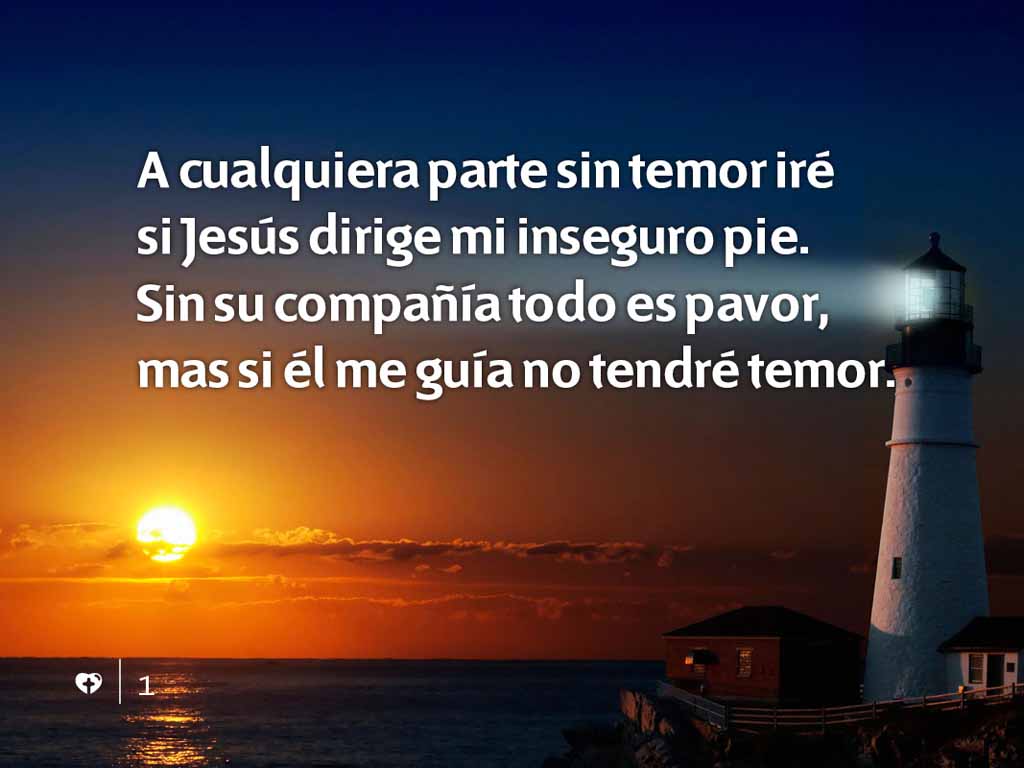 A cualquiera parte sin temor iré
si Jesús dirige mi inseguro pie.
Sin su compañía todo es pavor,
mas si él me guía no tendré temor.
1